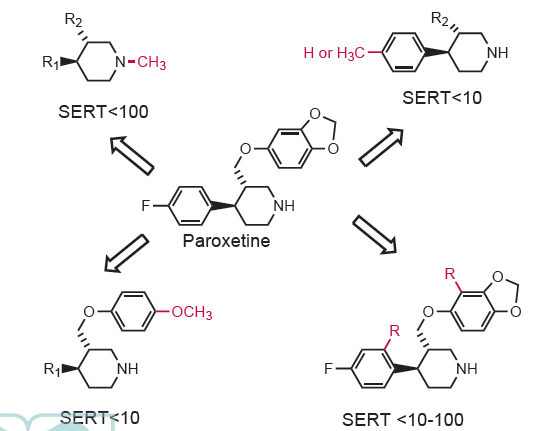 R2
R1
N
CH3
SERT<100
H or H3C
R2
NH
SERT<10
O
O
O
F
NH
Paroxetine
O
OCH3
R1
NH
SERT<10
R
O
O
O
R
F
NH
SERT <10-100